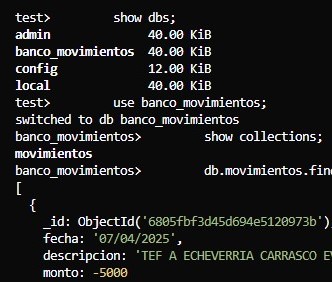 test> show dbs;
admin 40.00 KiB
banco_movimientos 40.00 KiB
config 12.00 KiB
local 40.00 KiB
test> use banco_movimientos;
switched to db banco_movimientos
banco_movimientos> show collections;
movimientos
banco_movimientos> db.movimientos.fin
[
{
_id: ObjectId('6805fbf3d45d694e5120973b')
fecha: '07/04/2025',
descripcion: 'TEF A ECHEVERRIA CARRASCO E
monto: -5000